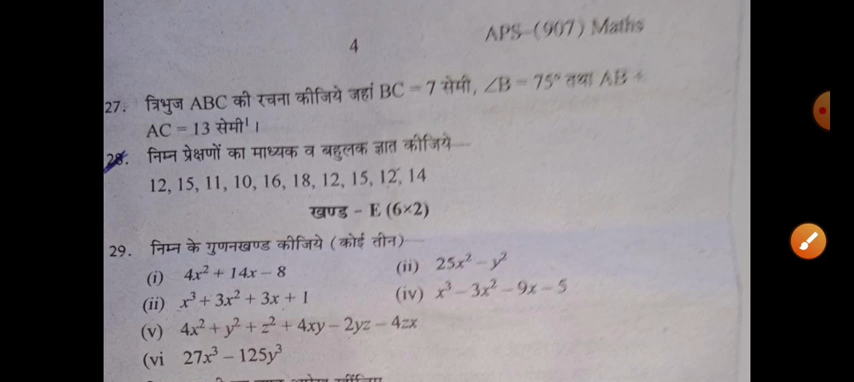 4
APS-(907) Maths
27. त्रिभुज ABC की रचना कीजिये जहां BC = 7 सेमी, ∠B = 75° तथा AB +
AC = 13 सेमी।
28. निम्न प्रेक्षणों का माध्यक व बहुलक ज्ञात कीजिये
12, 15, 11, 10, 16, 18, 12, 15, 12, 14
खण्ड - E (6×2)
29. निम्न के गुणनखण्ड कीजिये (कोई तीन)
(i) 4x² + 14x - 8 (ii) 25x² - y²
(ii) x³ + 3x² + 3x + 1 (iv) x³ - 3x² - 9x - 5
(v) 4x² + y² + z² + 4xy - 2yz - 4zx
(vi 27x³ - 125y³